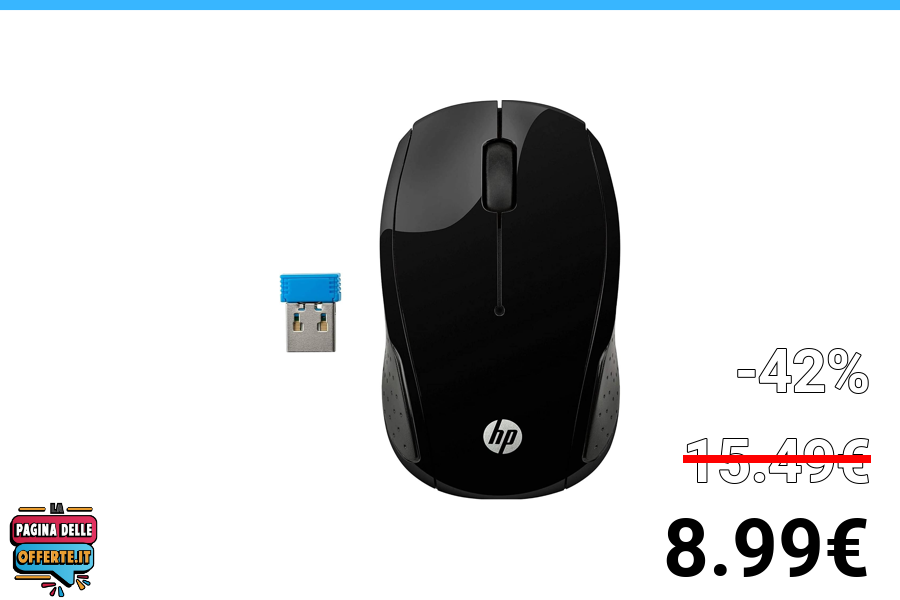 hp
-42%
15.49€
8.99€
LA
PAGINA DELLE
OFFERTE.IT